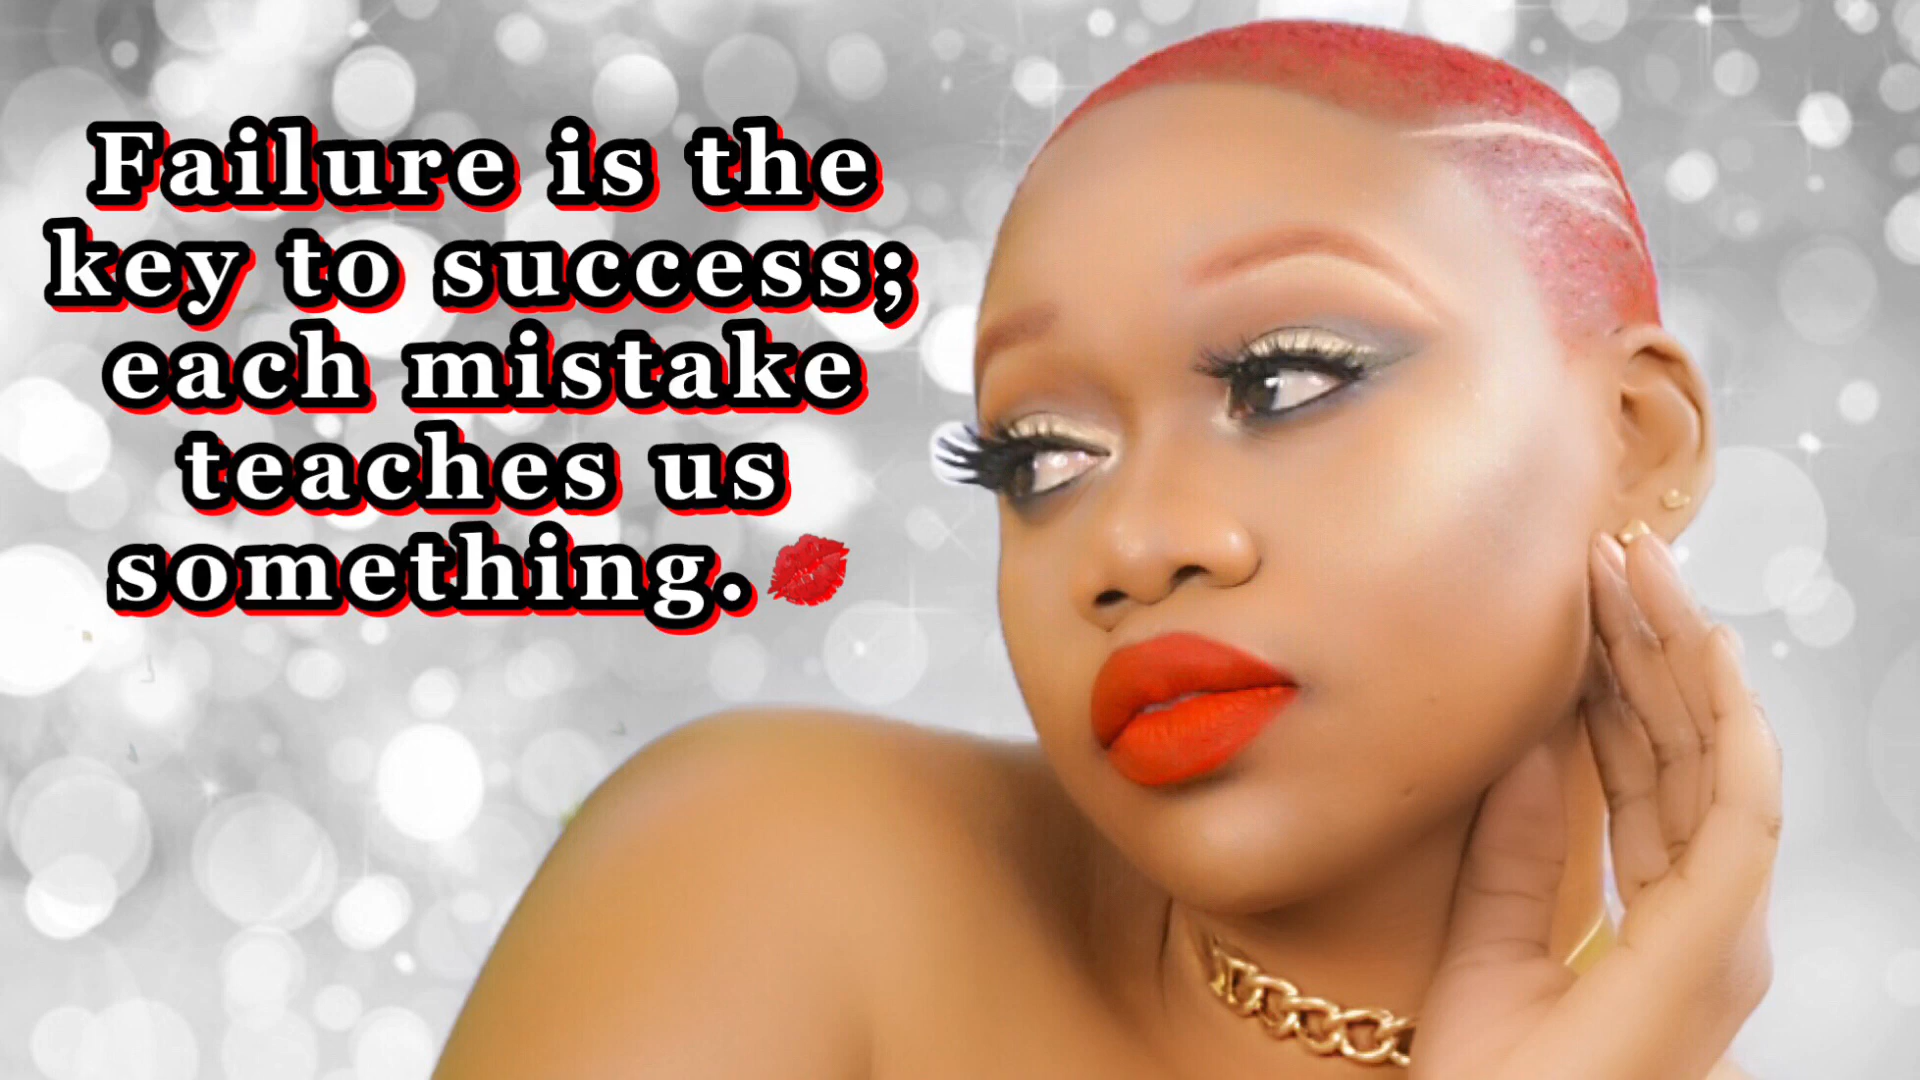 Failure is the
key to success;
each mistake
teaches us
something.💋